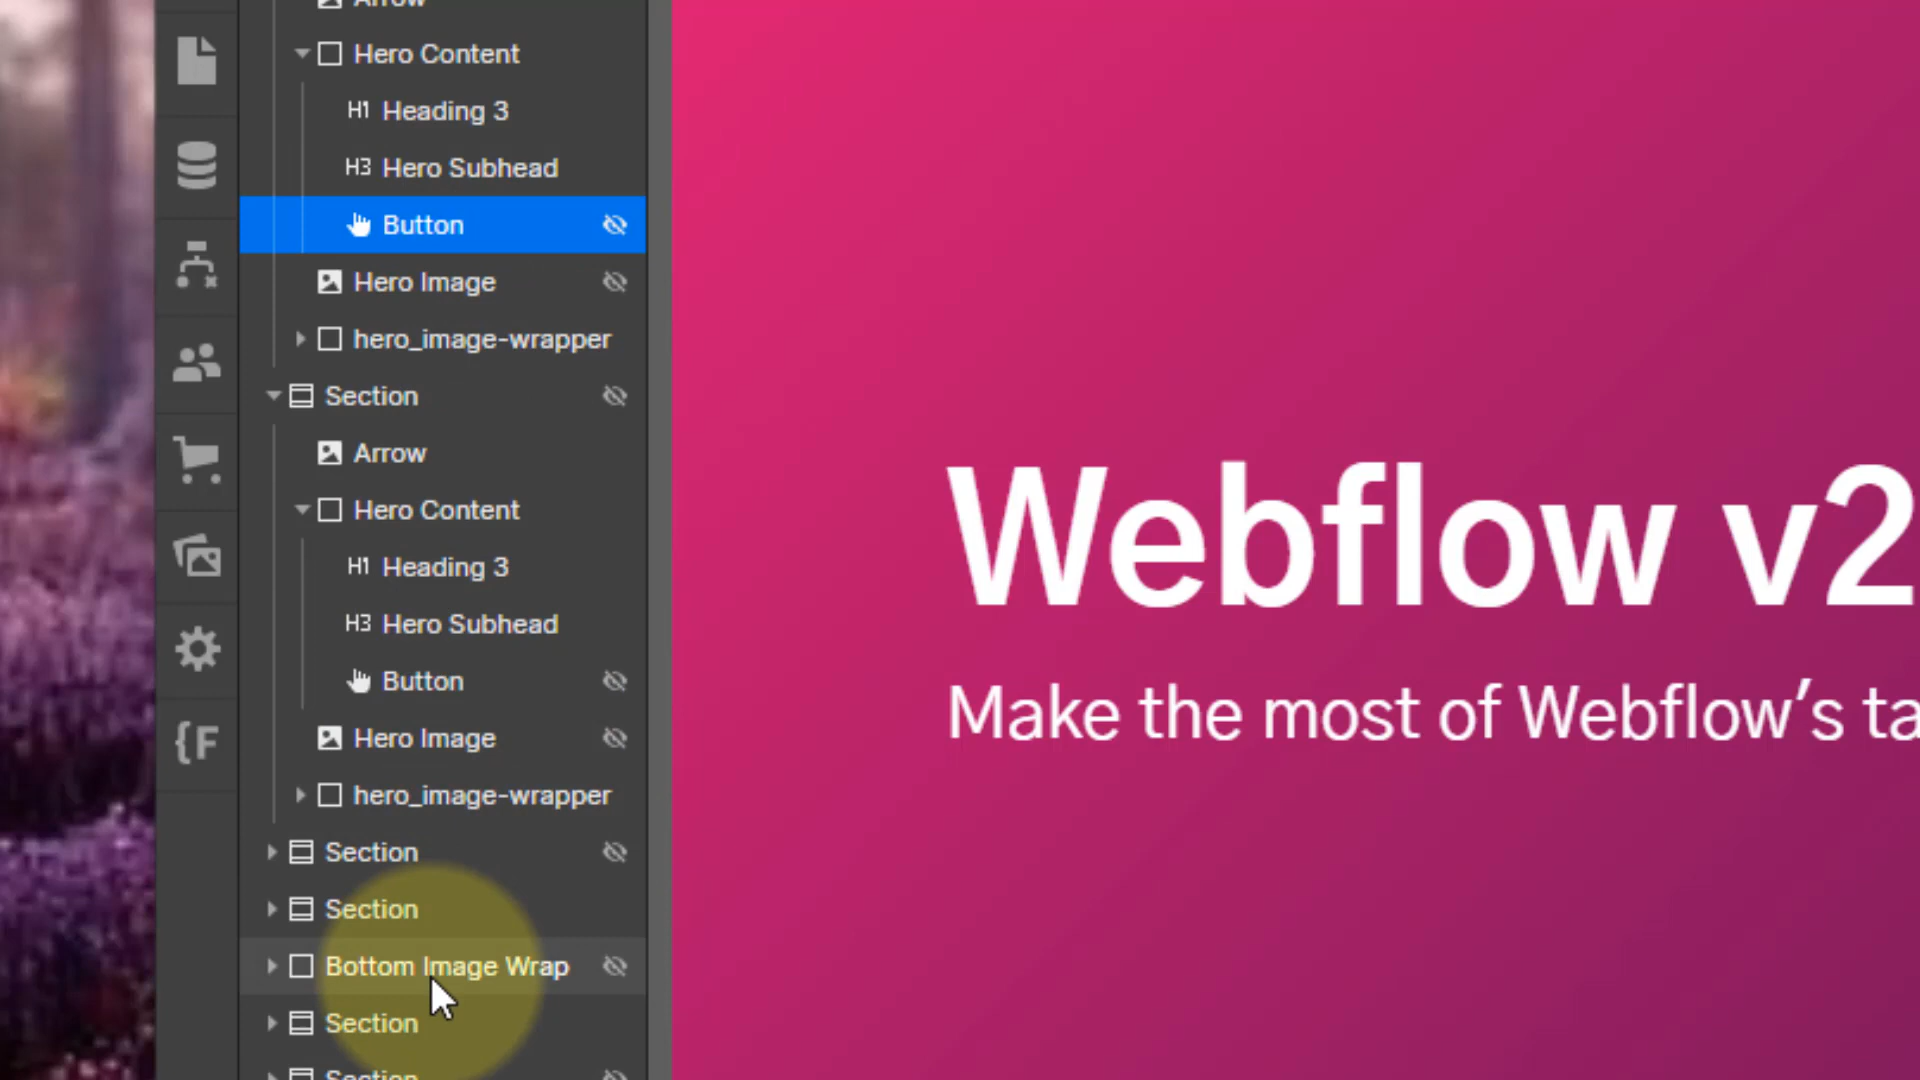 Arrow
Hero Content
H1 Heading 3
H3 Hero Subhead
Button
Hero Image
hero_image-wrapper
Section
Arrow
Hero Content
H1 Heading 3
H3 Hero Subhead
Button
Hero Image
hero_image-wrapper
Section
Section
Bottom Image Wrap
Section
Section
{F
Webflow v2
Make the most of Webflow's ta